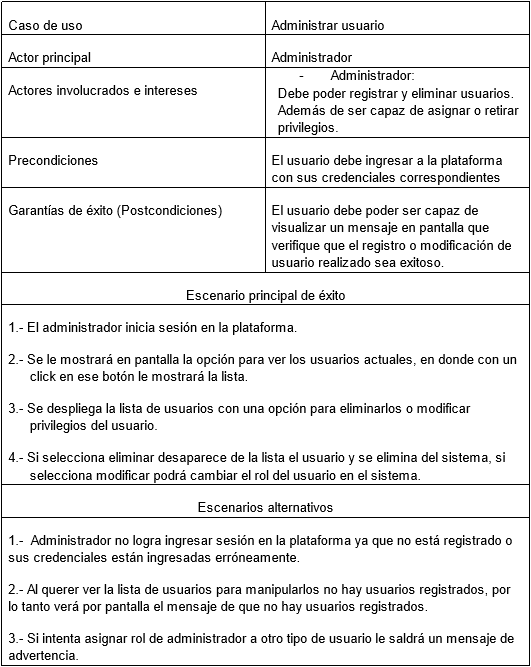 Caso de uso
Administrar usuario
Actor principal
Administrador
Actores involucrados e intereses
- Administrador:
Debe poder registrar y eliminar usuarios.
Además de ser capaz de asignar o retirar
privilegios.
Precondiciones
El usuario debe ingresar a la plataforma
con sus credenciales correspondientes
Garantías de éxito (Postcondiciones)
El usuario debe poder ser capaz de
visualizar un mensaje en pantalla que
verifique que el registro o modificación de
usuario realizado sea exitoso.
Escenario principal de éxito
1.- El administrador inicia sesión en la plataforma.
2.- Se le mostrará en pantalla la opción para ver los usuarios actuales, en donde con un
click en ese botón le mostrará la lista.
3.- Se despliega la lista de usuarios con una opción para eliminarlos o modificar
privilegios del usuario.
4.- Si selecciona eliminar desaparece de la lista el usuario y se elimina del sistema, si
selecciona modificar podrá cambiar el rol del usuario en el sistema.
Escenarios alternativos
1.- Administrador no logra ingresar sesión en la plataforma ya que no está registrado o
sus credenciales están ingresadas erróneamente.
2.- Al querer ver la lista de usuarios para manipularlos no hay usuarios registrados, por
lo tanto verá por pantalla el mensaje de que no hay usuarios registrados.
3.- Si intenta asignar rol de administrador a otro tipo de usuario le saldrá un mensaje de
advertencia.